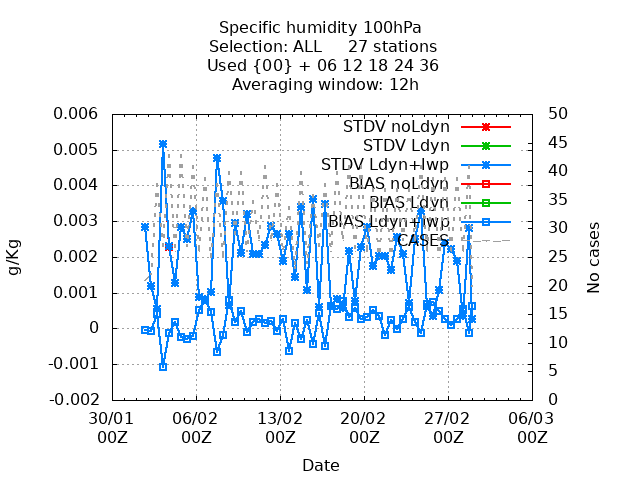 Specific humidity 100hPa
Selection: ALL 27 stations
Used {00} + 06 12 18 24 36
Averaging window: 12h
0.006
0.005
0.004
0.003
0.002
0.001
0
-0.001
-0.002
g/Kg
STDV noLdyn
STDV Ldyn
STDV Ldyn+lwp
BIAS noLdyn
BIAS Ldyn
BIAS Ldyn+lwp
CASES
50
45
40
35
30
25
20
15
10
5
0
No cases
30/01 06/02 13/02 20/02 27/02 06/03
00Z 00Z 00Z 00Z 00Z 00Z
Date